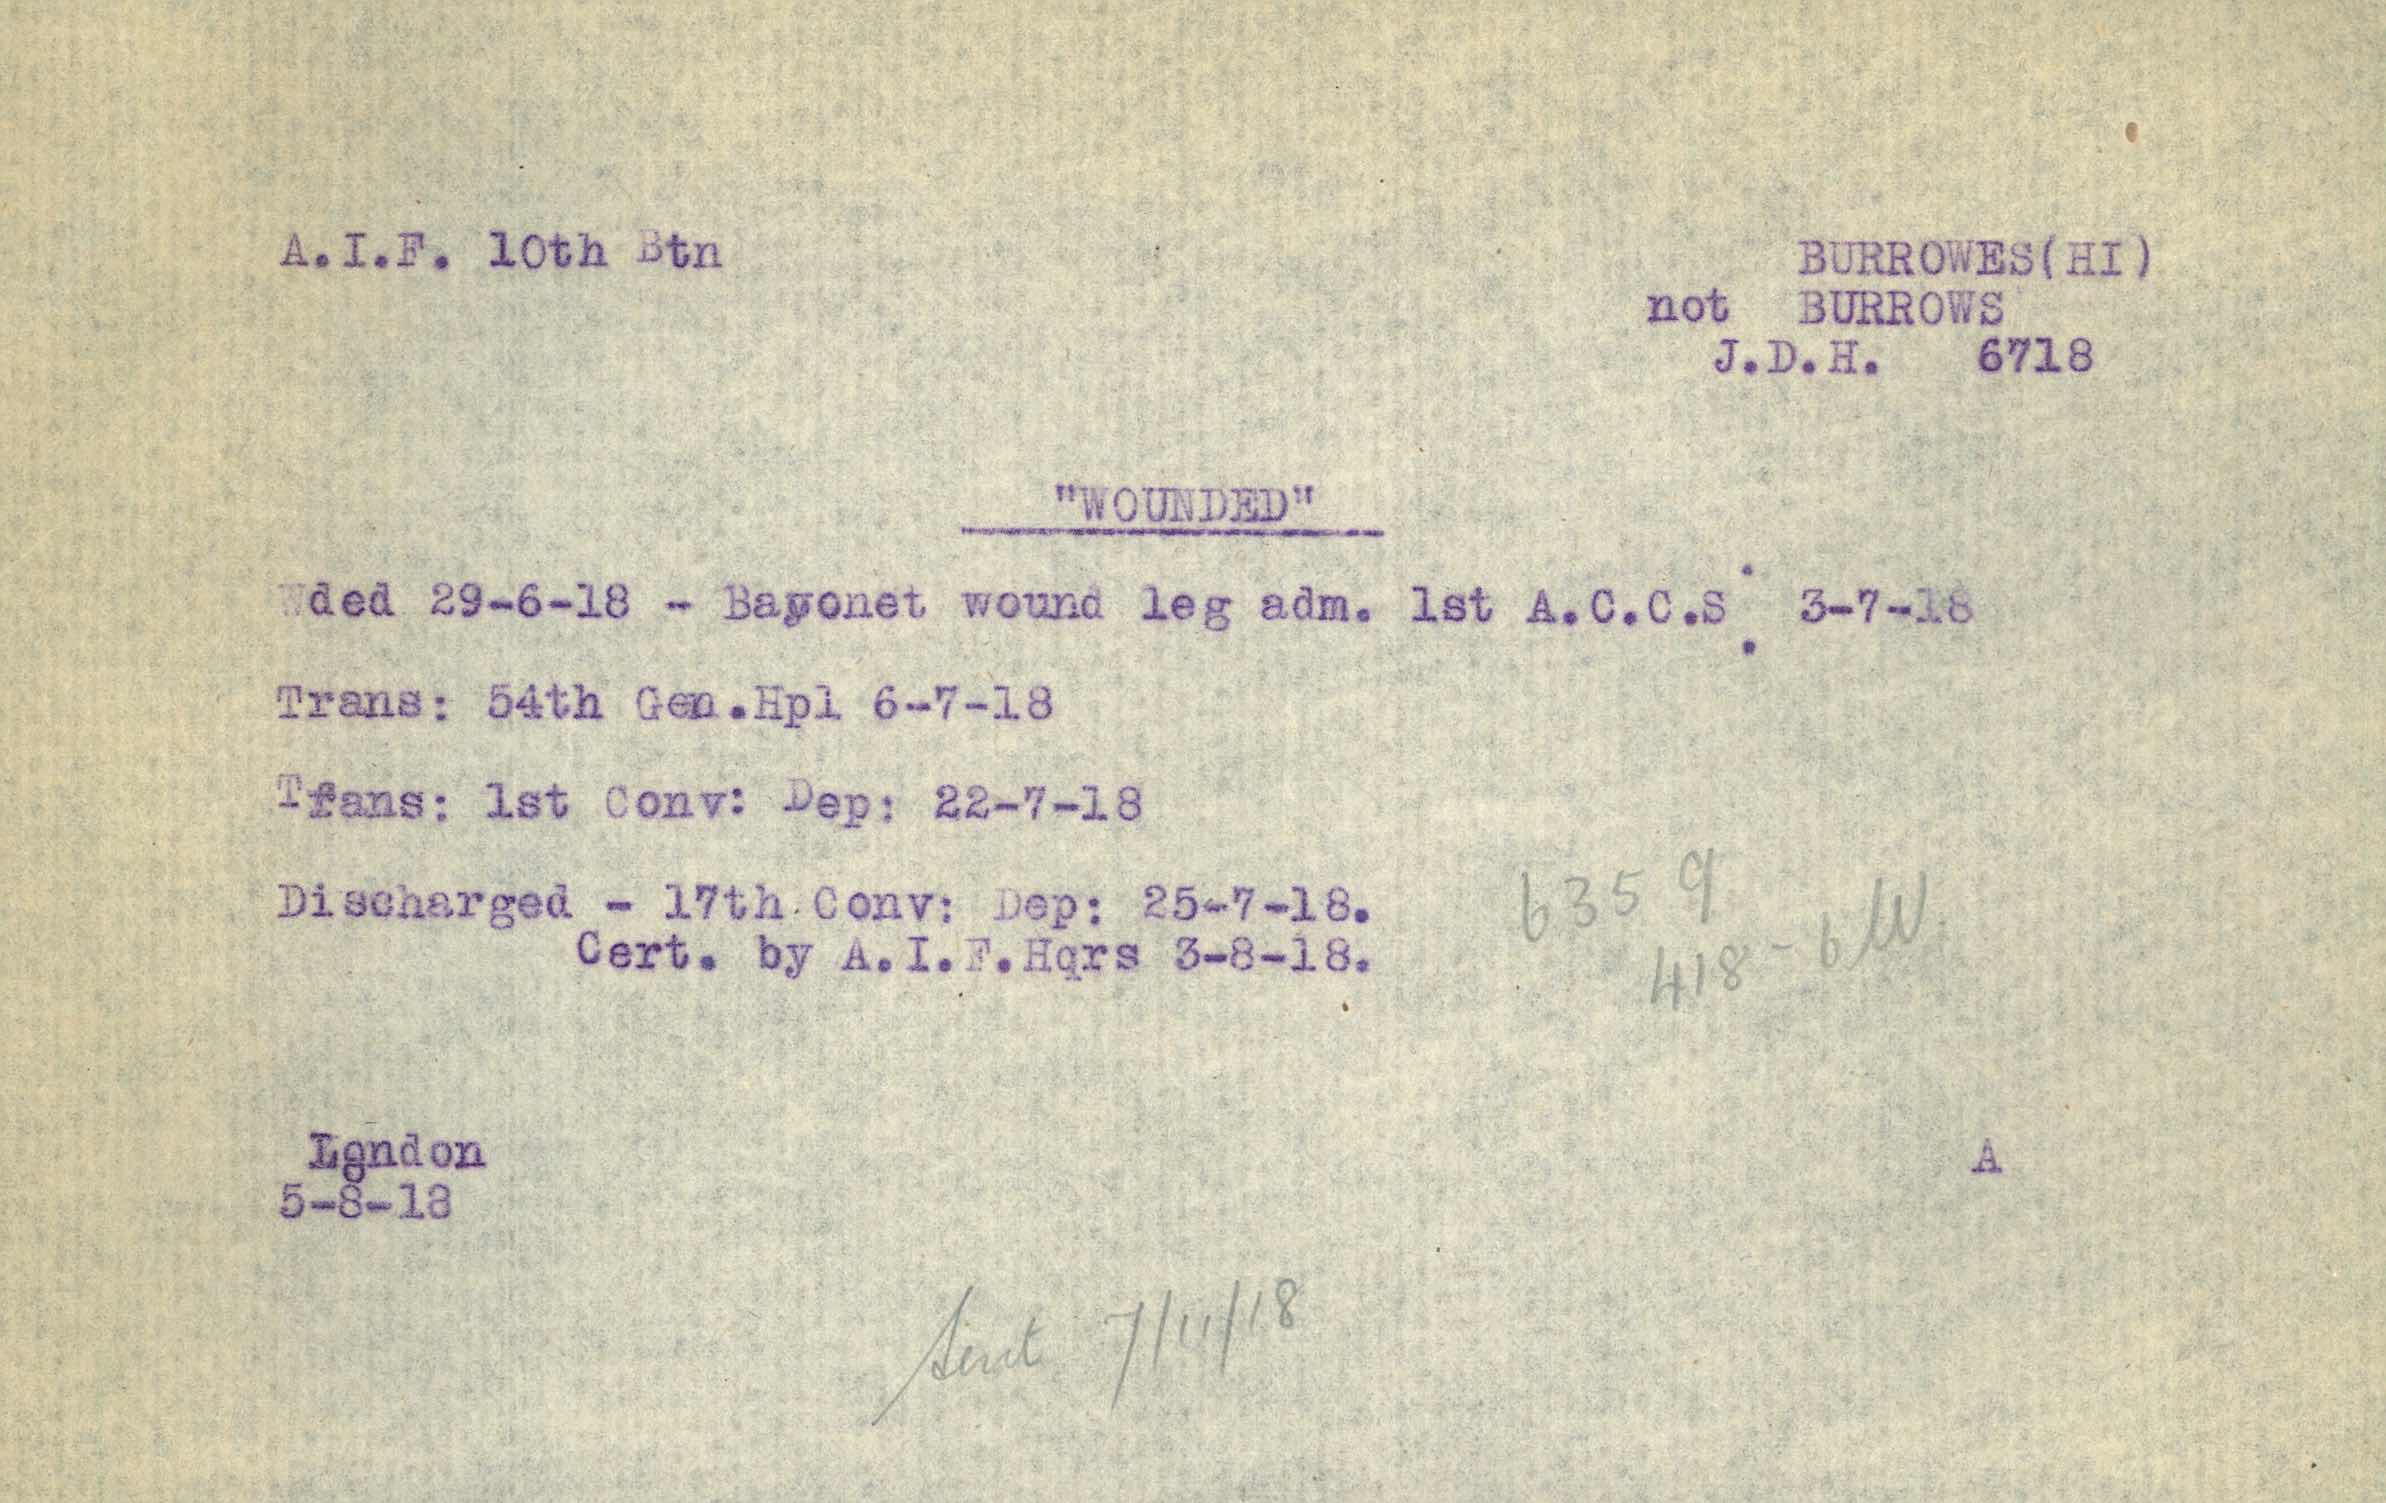 A.I.F. 10th Btn
BURROWES(HI)
not BURROWS
J.D.H. 6718
"WOUNDED"
Wded 29-6-18 - Bayonet wound leg adm. 1st A.C.C.S: 3-7-18
Trans: 54th Gen.Hpl 6-7-18
Trans: 1st Conv: Dep: 22-7-18
Discharged - 17th Conv: Dep: 25-7-18.
Cert. by A.I.F.Hqrs 3-8-18.
6359
418-6W.
London
A
5-8-18
Sent 7/11/18